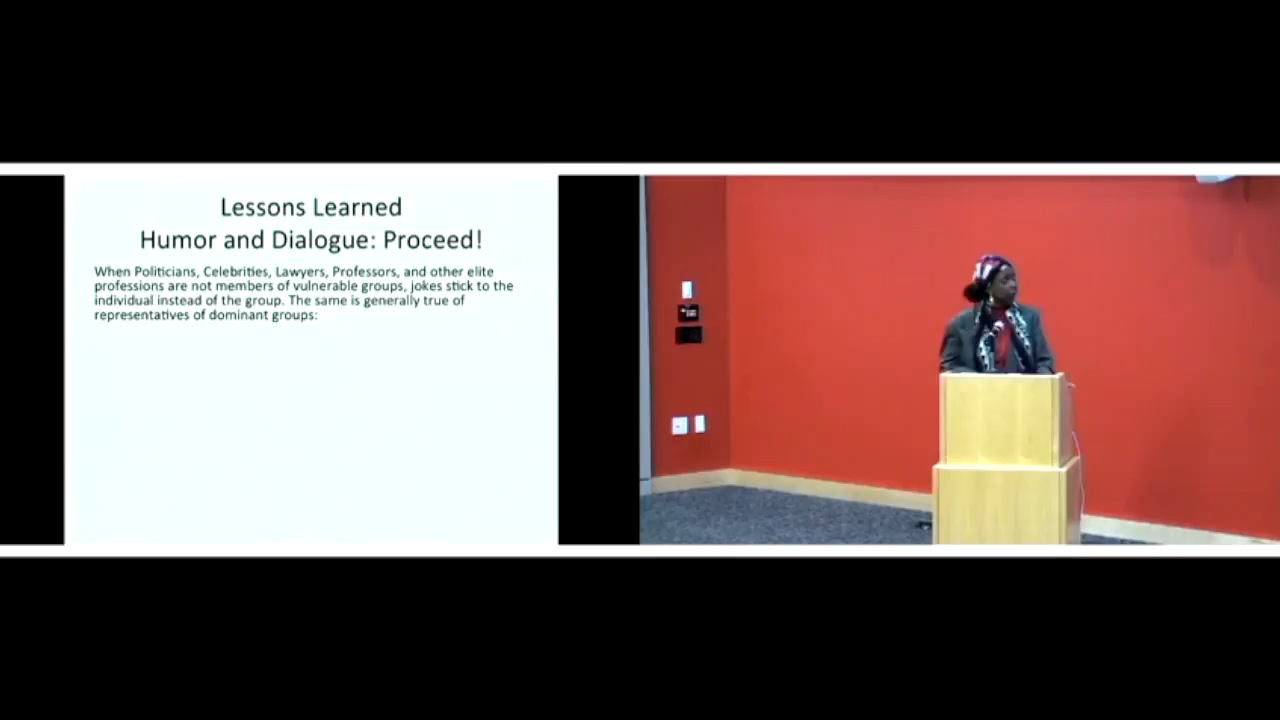 Lessons Learned
Humor and Dialogue: Proceed!
When Politicians, Celebrities, Lawyers, Professors, and other elite
professions are not members of vulnerable groups, jokes stick to the
individual instead of the group. The same is generally true of
representatives of dominant groups: